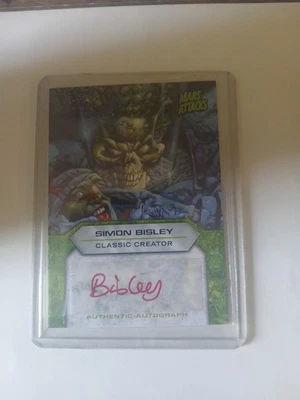 MARS
ATTACKS
SIMON BISLEY
CLASSIC CREATOR
Bisley
AUTHENTIC AUTOGRAPH